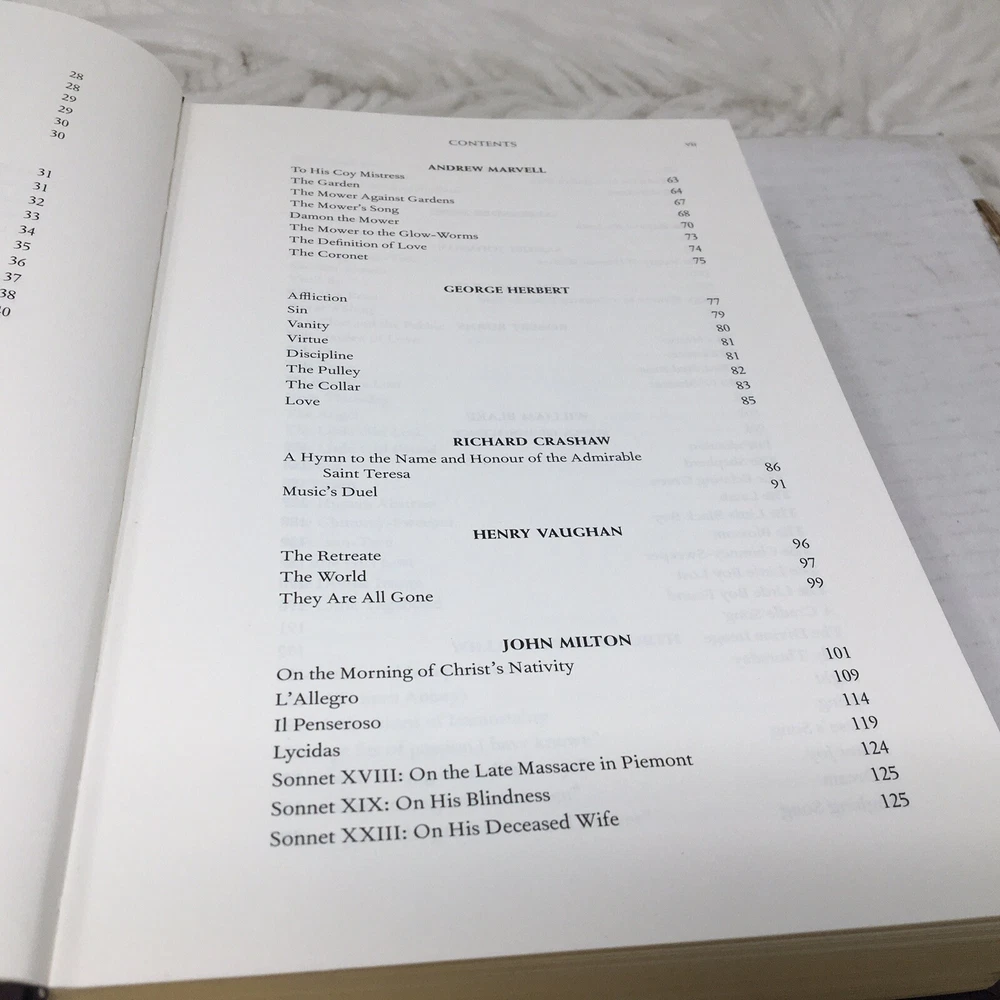 28
28
29
29
30
30
31
31
32
33
34
35
36
37
38
CONTENTS vii
ANDREW MARVELL
To His Coy Mistress 63
The Garden 64
The Mower Against Gardens 67
The Mower's Song 68
Damon the Mower 70
The Mower to the Glow-Worms 73
The Definition of Love 74
The Coronet 75
GEORGE HERBERT
Affliction 77
Sin 79
Vanity 80
Virtue 81
Discipline 81
The Pulley 82
The Collar 83
Love 85
RICHARD CRASHAW
A Hymn to the Name and Honour of the Admirable
Saint Teresa 86
Music's Duel 91
HENRY VAUGHAN
The Retreate 96
The World 97
They Are All Gone 99
JOHN MILTON
On the Morning of Christ's Nativity 101
L'Allegro 109
Il Penseroso 114
Lycidas 119
Sonnet XVIII: On the Late Massacre in Piemont 124
Sonnet XIX: On His Blindness 125
Sonnet XXIII: On His Deceased Wife 125